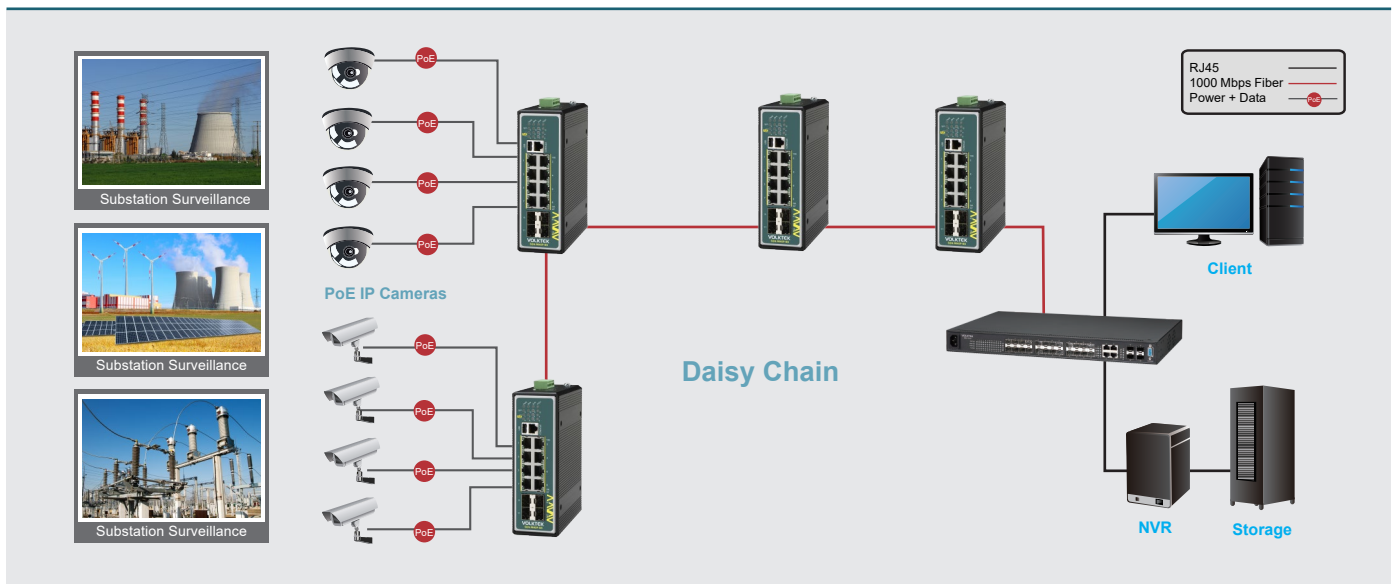 Substation Surveillance
Substation Surveillance
Substation Surveillance
PoE
PoE
PoE
PoE
PoE IP Cameras
PoE
PoE
PoE
PoE
VOLKTEK
VOLKTEK
VOLKTEK
VOLKTEK
Daisy Chain
RJ45
1000 Mbps Fiber
Power + Data
PoE
Client
NVR
Storage